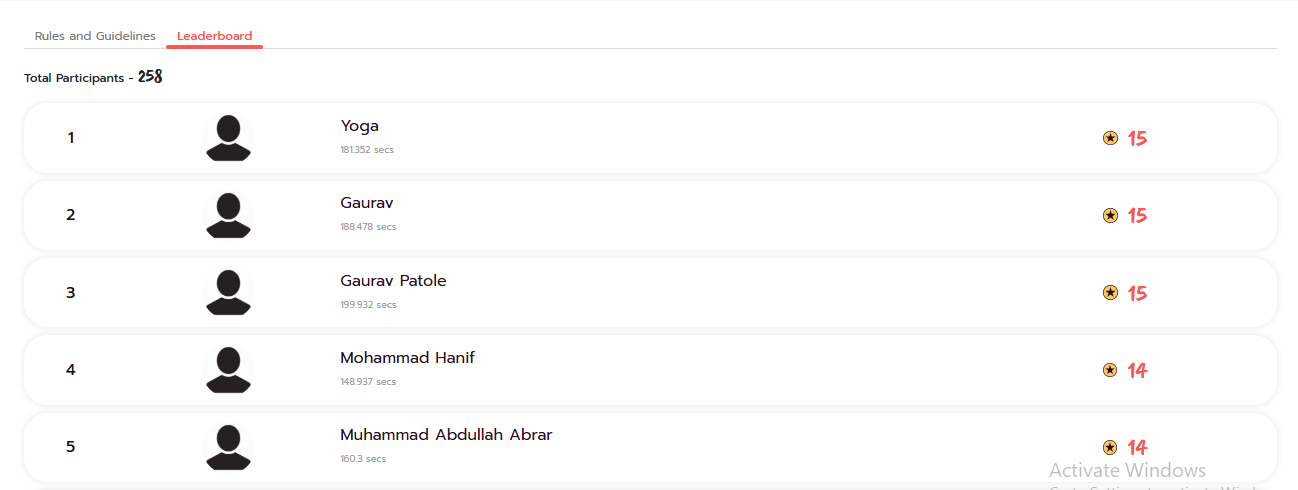 Rules and Guidelines Leaderboard
Total Participants - 258
1 Yoga 15
181.352 secs
2 Gaurav 15
188.478 secs
3 Gaurav Patole 15
199.932 secs
4 Mohammad Hanif 14
148.937 secs
5 Muhammad Abdullah Abrar 14
160.3 secs
Activate Windows